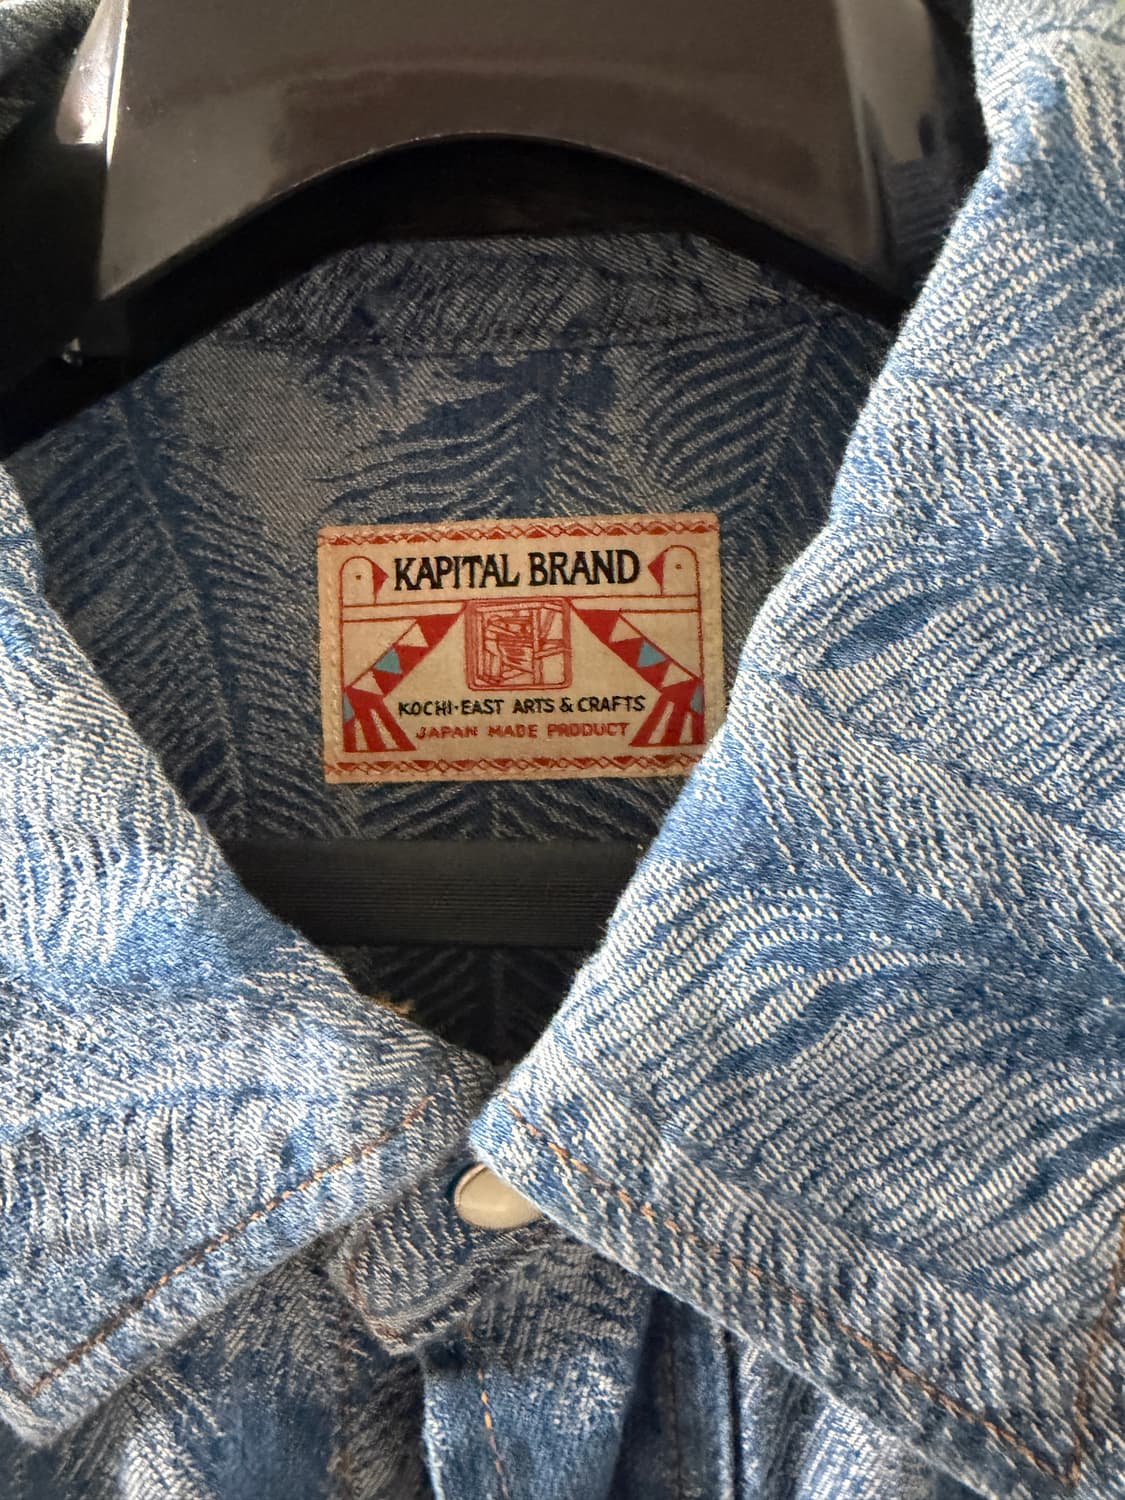 KAPITAL BRAND
KOCHI·EAST ARTS & CRAFTS
JAPAN MADE PRODUCT